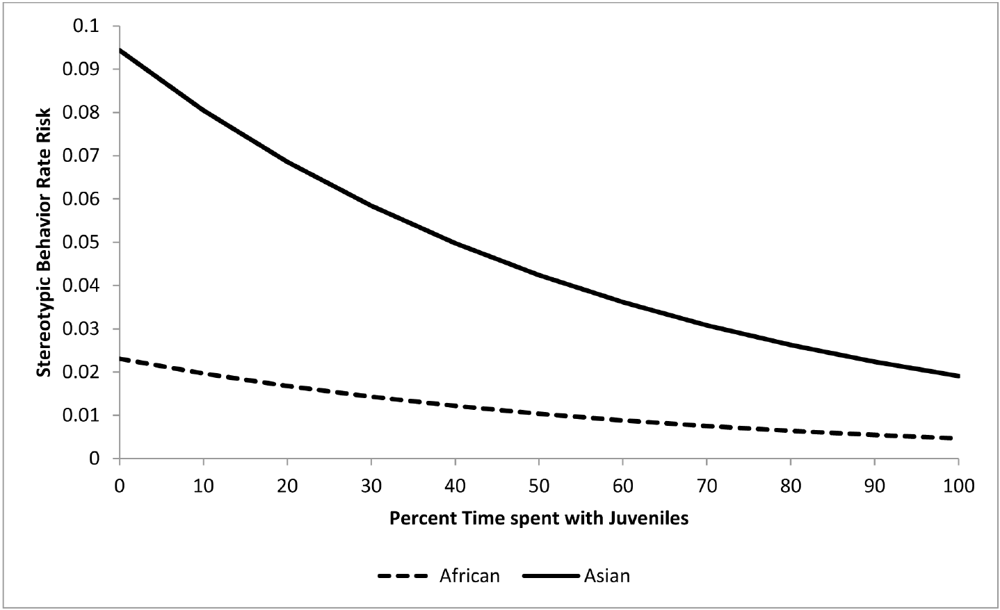 0.1
0.09
0.08
0.07
0.06
0.05
0.04
0.03
0.02
0.01
0
Stereotypic Behavior Rate Risk
0 10 20 30 40 50 60 70 80 90 100
Percent Time spent with Juveniles
African Asian